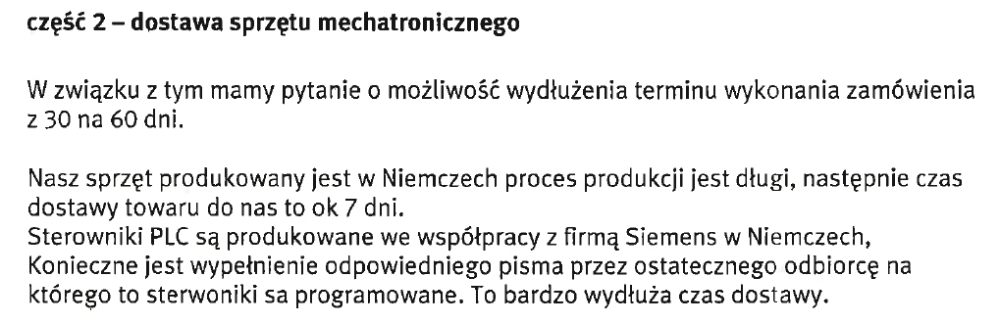 część 2 – dostawa sprzętu mechatronicznego
W związku z tym mamy pytanie o możliwość wydłużenia terminu wykonania zamówienia
z 30 na 60 dni.
Nasz sprzęt produkowany jest w Niemczech proces produkcji jest długi, następnie czas
dostawy towaru do nas to ok 7 dni.
Sterowniki PLC są produkowane we współpracy z firmą Siemens w Niemczech,
Konieczne jest wypełnienie odpowiedniego pisma przez ostatecznego odbiorcę na
którego to sterwoniki sa programowane. To bardzo wydłuża czas dostawy.